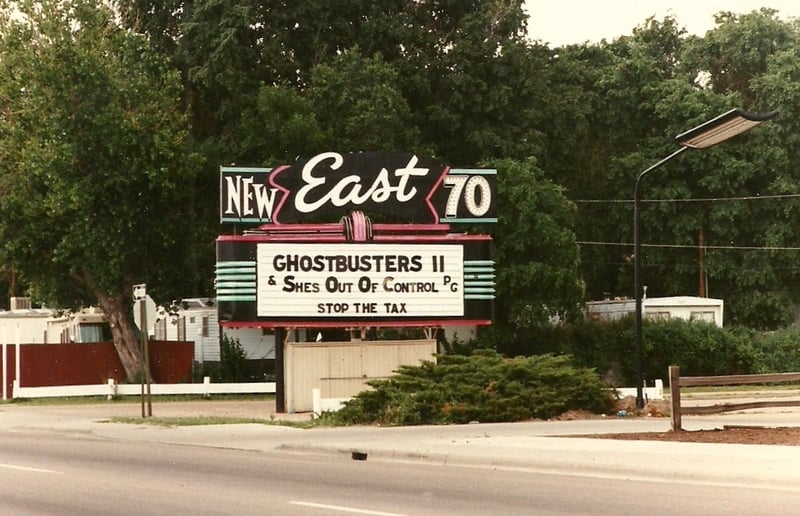 NEW East 70
GHOSTBUSTERS II
& SHES OUT OF CONTROL PG
STOP THE TAX